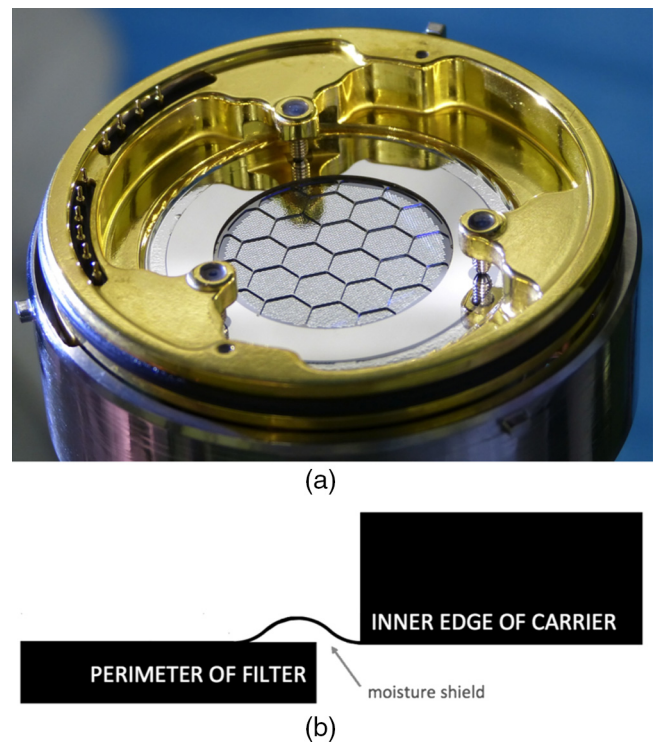 (a)
INNER EDGE OF CARRIER
PERIMETER OF FILTER
moisture shield
(b)